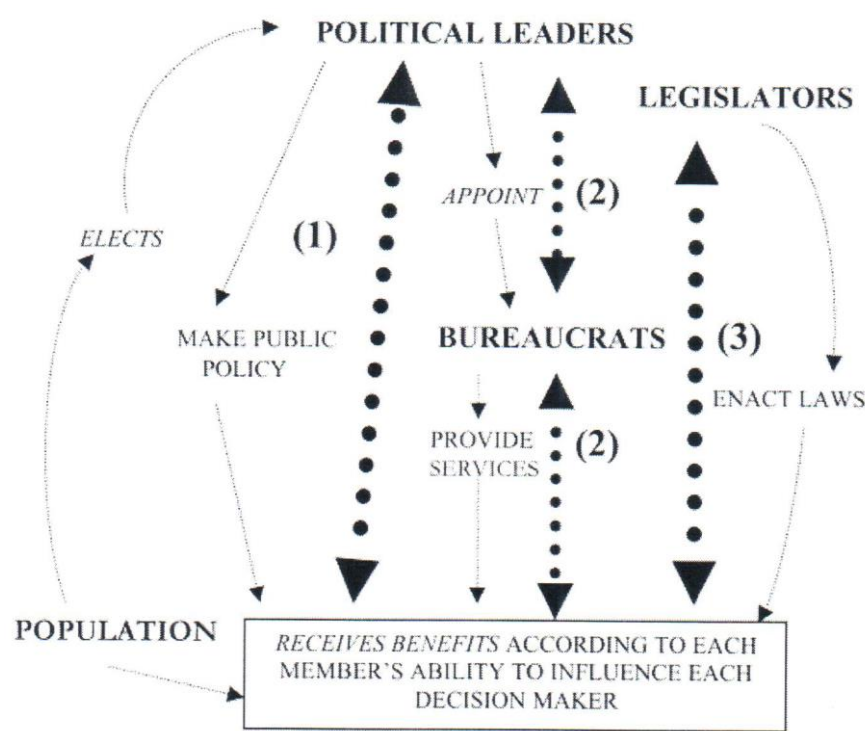 POLITICAL LEADERS
LEGISLATORS
APPOINT
(2)
ELECTS
(1)
MAKE PUBLIC
POLICY
BUREAUCRATS
(3)
ENACT LAWS
PROVIDE
SERVICES
(2)
POPULATION
RECEIVES BENEFITS ACCORDING TO EACH
MEMBER'S ABILITY TO INFLUENCE EACH
DECISION MAKER